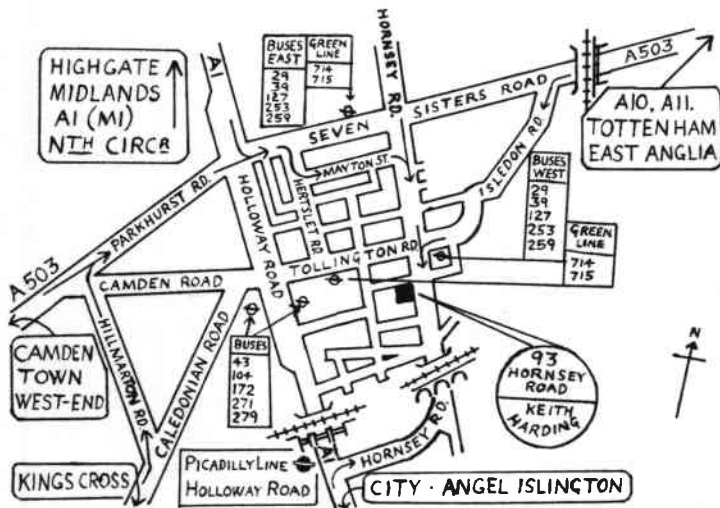 HIGHGATE
MIDLANDS
A1 (M1)
NTH CIRCR
A1
BUSES
EAST
29
39
127
253
259
GREEN
LINE
714
715
HORNSEY RD.
SEVEN SISTERS ROAD
A503
A10, A11.
TOTTENHAM
EAST ANGLIA
ISLEDON RD.
MAYTON ST.
HERTSLET RD.
PARKHURST RD.
HOLLOWAY ROAD
TOLLINGTON RD.
BUSES
WEST
29
39
127
253
259
GREEN
LINE
714
715
A503
CAMDEN ROAD
CAMDEN
TOWN
WEST-END
HILLMARTON RD.
CALEDONIAN ROAD
BUSES
43
104
172
271
279
93
HORNSEY
ROAD
KEITH
HARDING
N
KINGS CROSS
PICADILLY LINE
HOLLOWAY ROAD
A1
HORNSEY RD.
CITY · ANGEL ISLINGTON